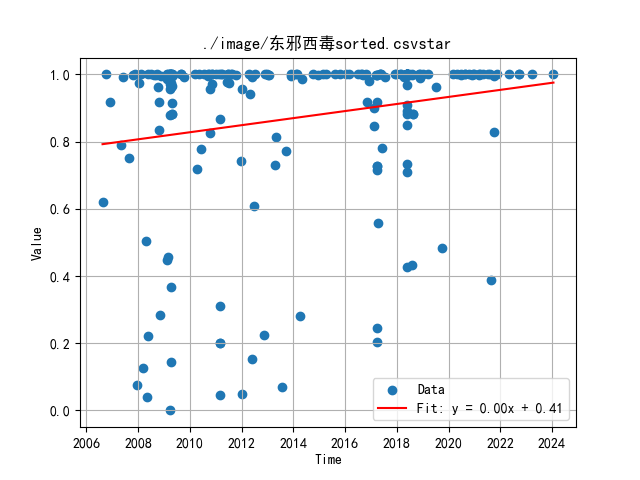 ./image/东邪西毒sorted.csvstar
1.0
0.8
0.6
0.4
0.2
0.0
Value
Data
Fit: y = 0.00x + 0.41
2006 2008 2010 2012 2014 2016 2018 2020 2022 2024
Time